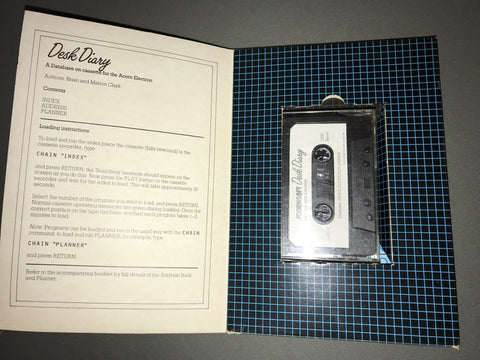 Desk Diary
A Database on cassette for the Acorn Electron
Authors: Brian and Marion Clark
Contents
INDEX
ADDRESS
PLANNER
Loading instructions
To load and run the index place the cassette (fully rewound) in the
cassette recorder, type
CHAIN "INDEX"
and press RETURN; the 'Searching' message should appear on the
screen as you do this. Now press the PLAY button on the cassette
recorder and wait for the index to load. This will take approximately 20
seconds.
Select the number of the program you want to load, and press RETURN.
Normal cassette operating messages are given during loading. Once the
correct position on the tape has been reached each program takes 1–2
minutes to load.
Note: Programs can be loaded and run in the usual way with the CHAIN
command; to load and run PLANNER, for example, type
CHAIN "PLANNER"
and press RETURN.
Refer to the accompanying booklet for full details of the Address Book
and Planner.
ACORNSOFT Desk Diary